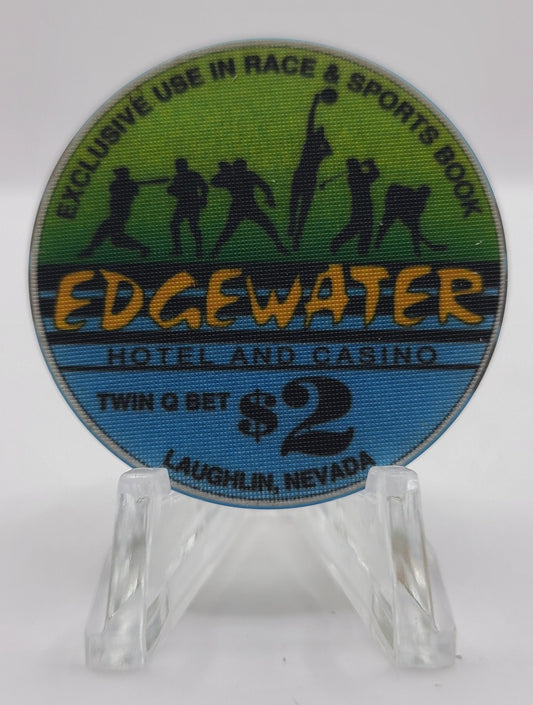 EXCLUSIVE USE IN RACE & SPORTS BOOK
EDGEWATER
HOTEL AND CASINO
TWIN Q BET $2
LAUGHLIN, NEVADA